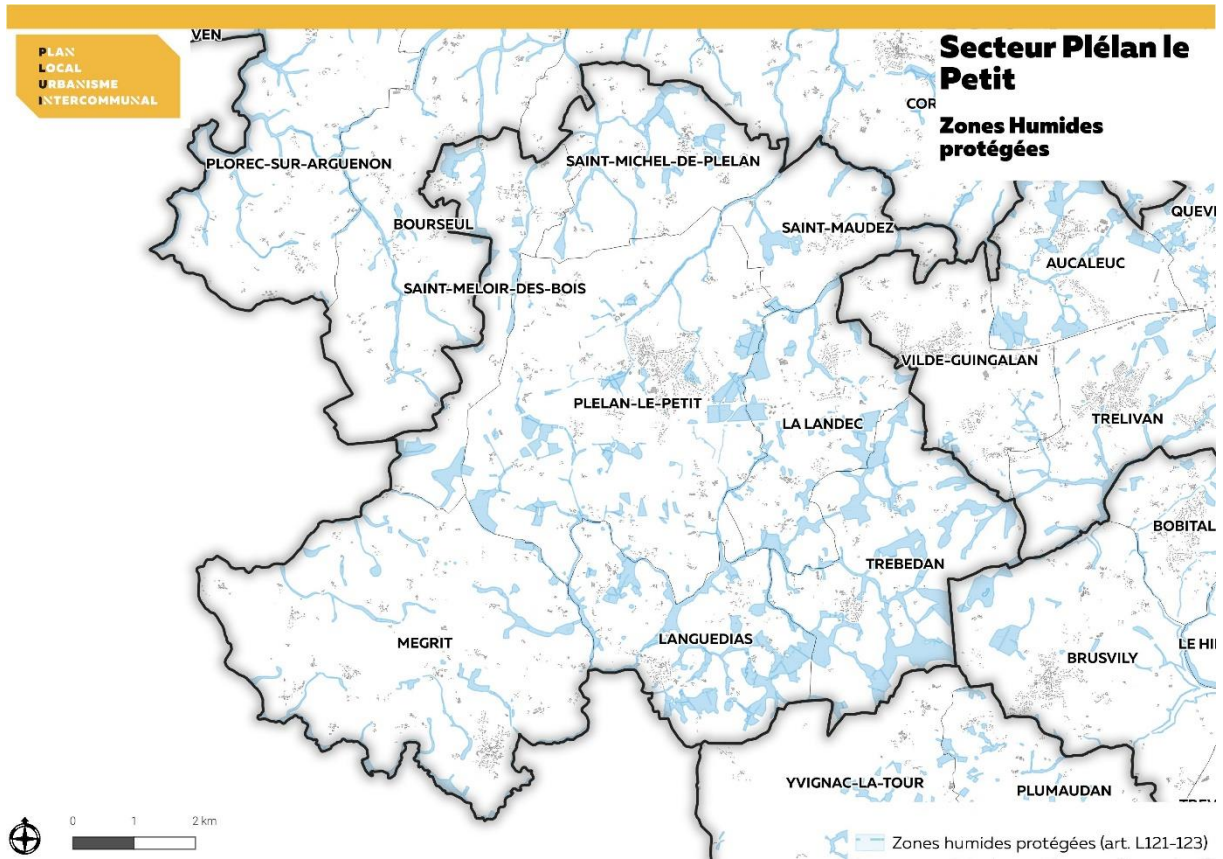 VEN
Secteur Plélan le
Petit
PLAN
LOCAL
URBANISME
INTERCOMMUNAL
COR
Zones Humides
protégées
PLOREC-SUR-ARGUENON
SAINT-MICHEL-DE-PLELAN
QUEVE
BOURSEUL
SAINT-MAUDEZ
AUCALEUC
SAINT-MELOIR-DES-BOIS
VILDE-GUINGALAN
PLELAN-LE-PETIT
LA LANDEC
TRELIVAN
BOBITAL
TREBEDAN
MEGRIT
LANGUEDIAS
BRUSVILY
LE HI
YVIGNAC-LA-TOUR
PLUMAUDAN
0 1 2 km
Zones humides protégées (art. L121-123)